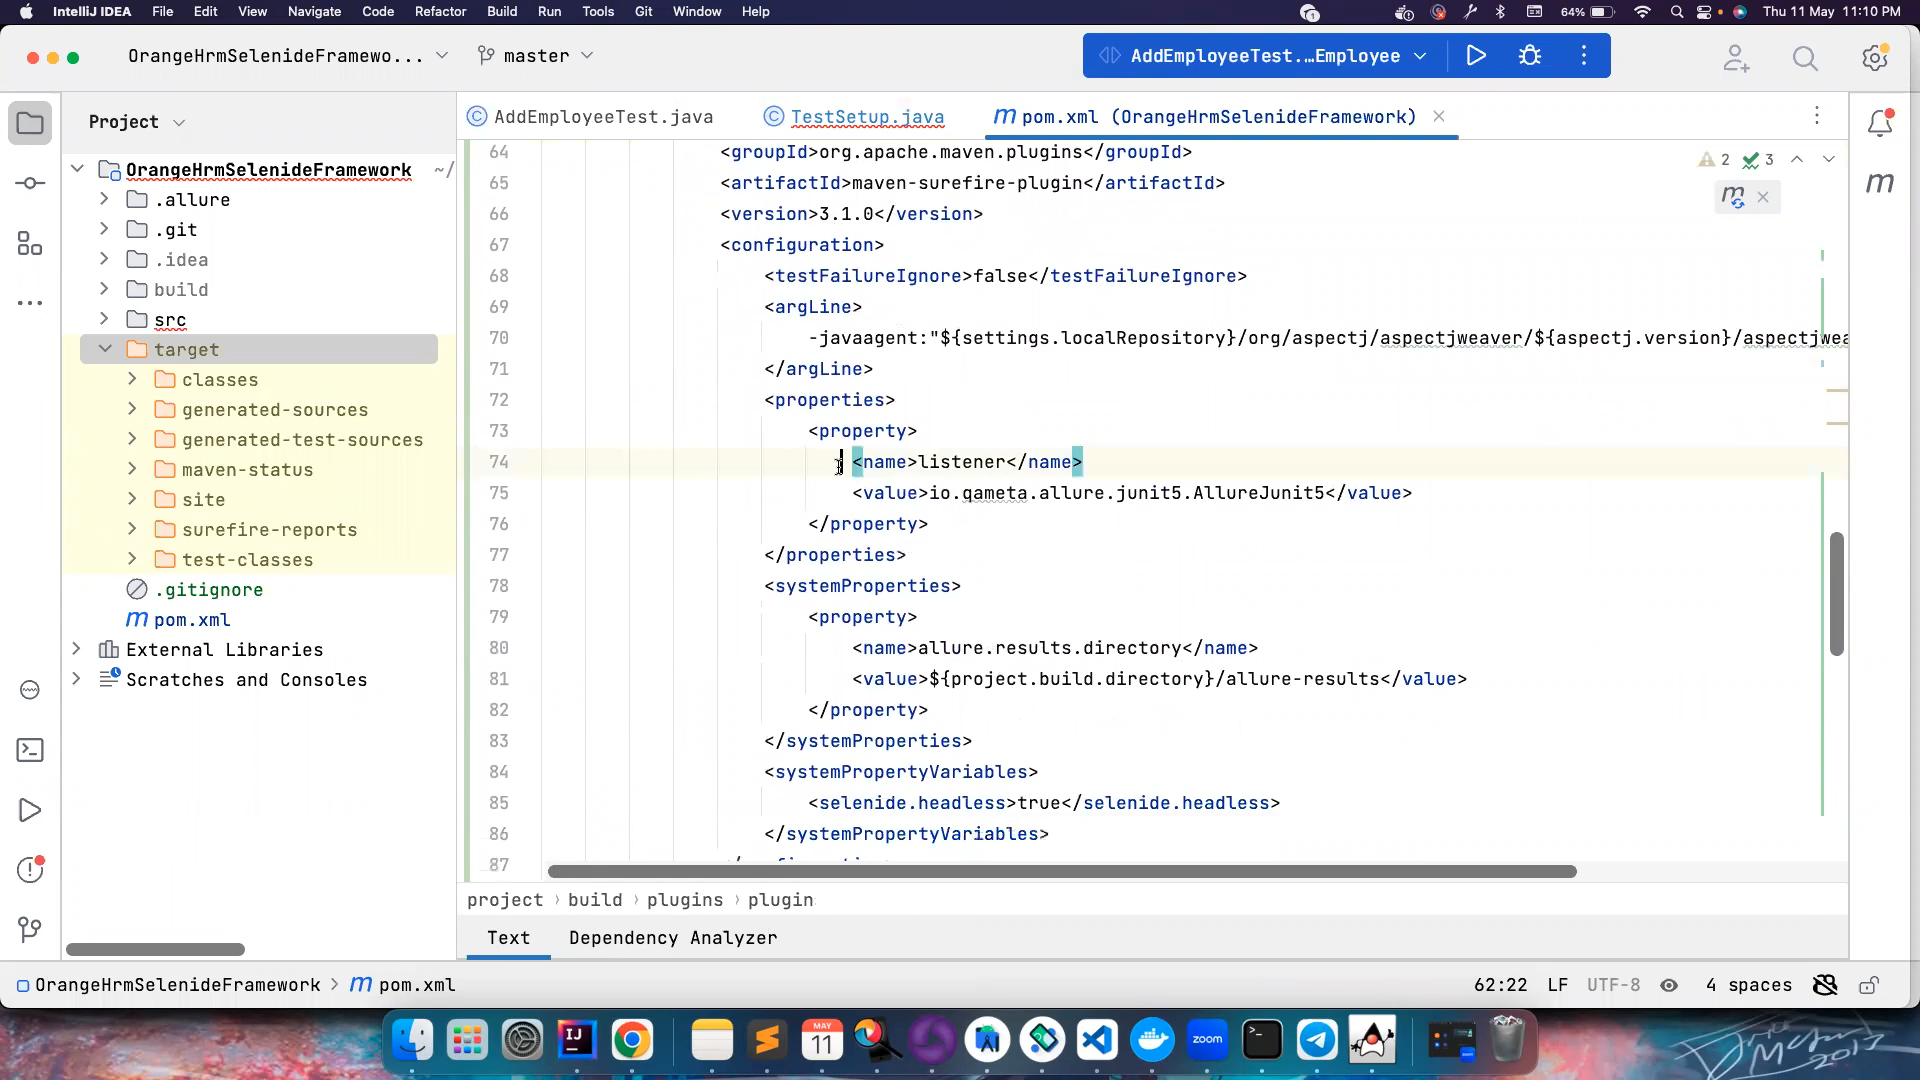 IntelliJ IDEA File Edit View Navigate Code Refactor Build Run Tools Git Window Help 64% Thu 11 May 11:10 PM
OrangeHrmSelenideFramewo... master AddEmployeeTest.…Employee
Project
AddEmployeeTest.java TestSetup.java pom.xml (OrangeHrmSelenideFramework)
OrangeHrmSelenideFramework ~/
.allure
.git
.idea
build
src
target
classes
generated-sources
generated-test-sources
maven-status
site
surefire-reports
test-classes
.gitignore
pom.xml
External Libraries
Scratches and Consoles
2 3
64 <groupId>org.apache.maven.plugins</groupId>
65 <artifactId>maven-surefire-plugin</artifactId>
66 <version>3.1.0</version>
67 <configuration>
68 <testFailureIgnore>false</testFailureIgnore>
69 <argLine>
70 -javaagent:"${settings.localRepository}/org/aspectj/aspectjweaver/${aspectj.version}/aspectjwea
71 </argLine>
72 <properties>
73 <property>
74 <name>listener</name>
75 <value>io.qameta.allure.junit5.AllureJunit5</value>
76 </property>
77 </properties>
78 <systemProperties>
79 <property>
80 <name>allure.results.directory</name>
81 <value>${project.build.directory}/allure-results</value>
82 </property>
83 </systemProperties>
84 <systemPropertyVariables>
85 <selenide.headless>true</selenide.headless>
86 </systemPropertyVariables>
87
project › build › plugins › plugin
Text Dependency Analyzer
OrangeHrmSelenideFramework > pom.xml 62:22 LF UTF-8 4 spaces
MAY
11
zoom
2017